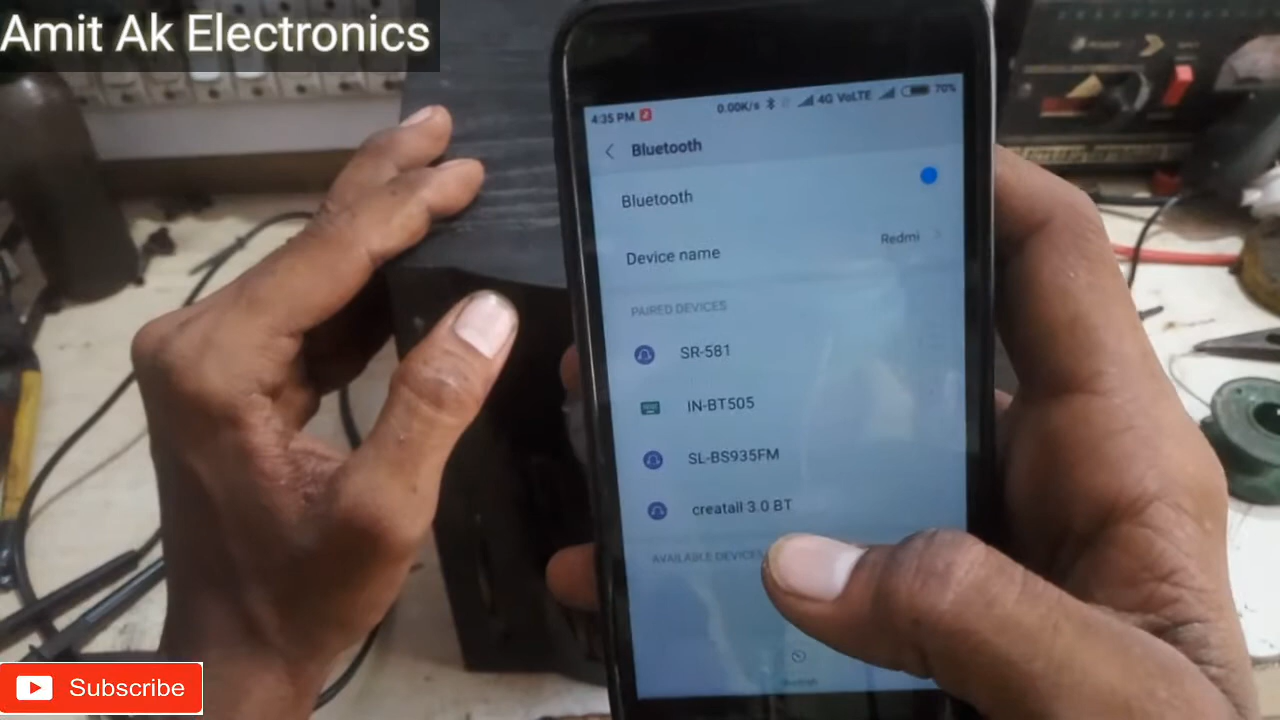 Amit Ak Electronics
4:35 PM 0.00K/s 4G VoLTE 70%
Bluetooth
Bluetooth
Device name Redmi
PAIRED DEVICES
SR-581
IN-BT505
SL-BS935FM
creatall 3.0 BT
AVAILABLE DEVICES
Subscribe